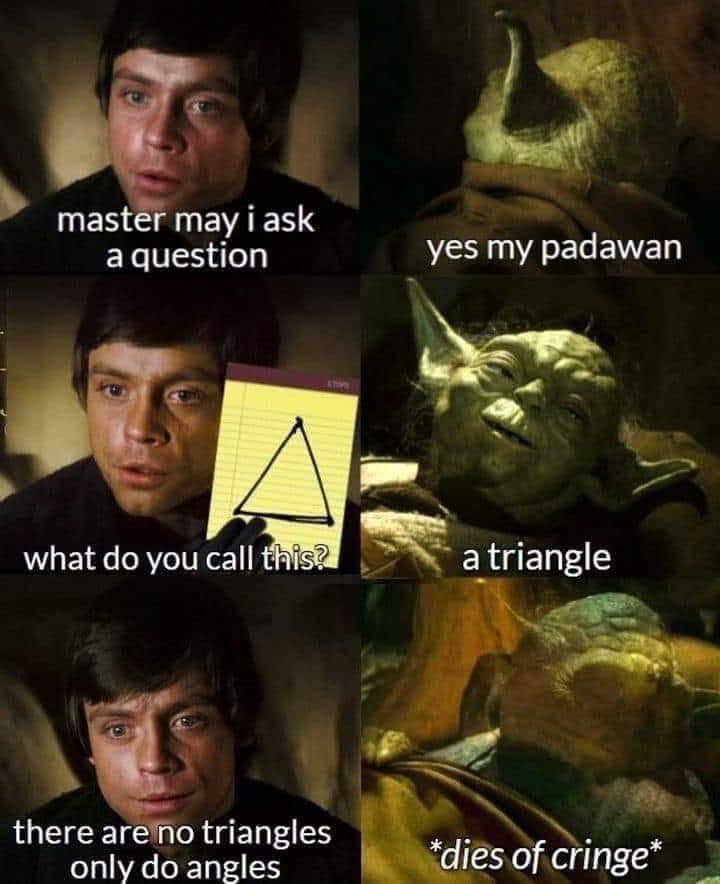 master may i ask
a question
yes my padawan
what do you call this?
a triangle
there are no triangles
only do angles
*dies of cringe*